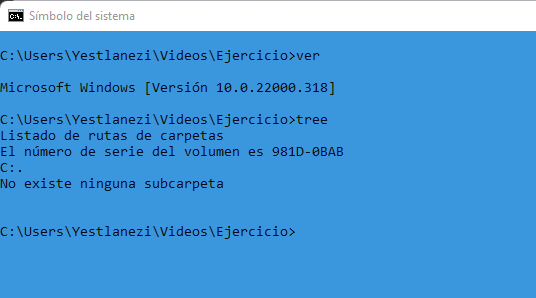 Símbolo del sistema
C:\Users\Yestlanezi\Videos\Ejercicio>ver
Microsoft Windows [Versión 10.0.22000.318]
C:\Users\Yestlanezi\Videos\Ejercicio>tree
Listado de rutas de carpetas
El número de serie del volumen es 981D-0BAB
C:.
No existe ninguna subcarpeta
C:\Users\Yestlanezi\Videos\Ejercicio>